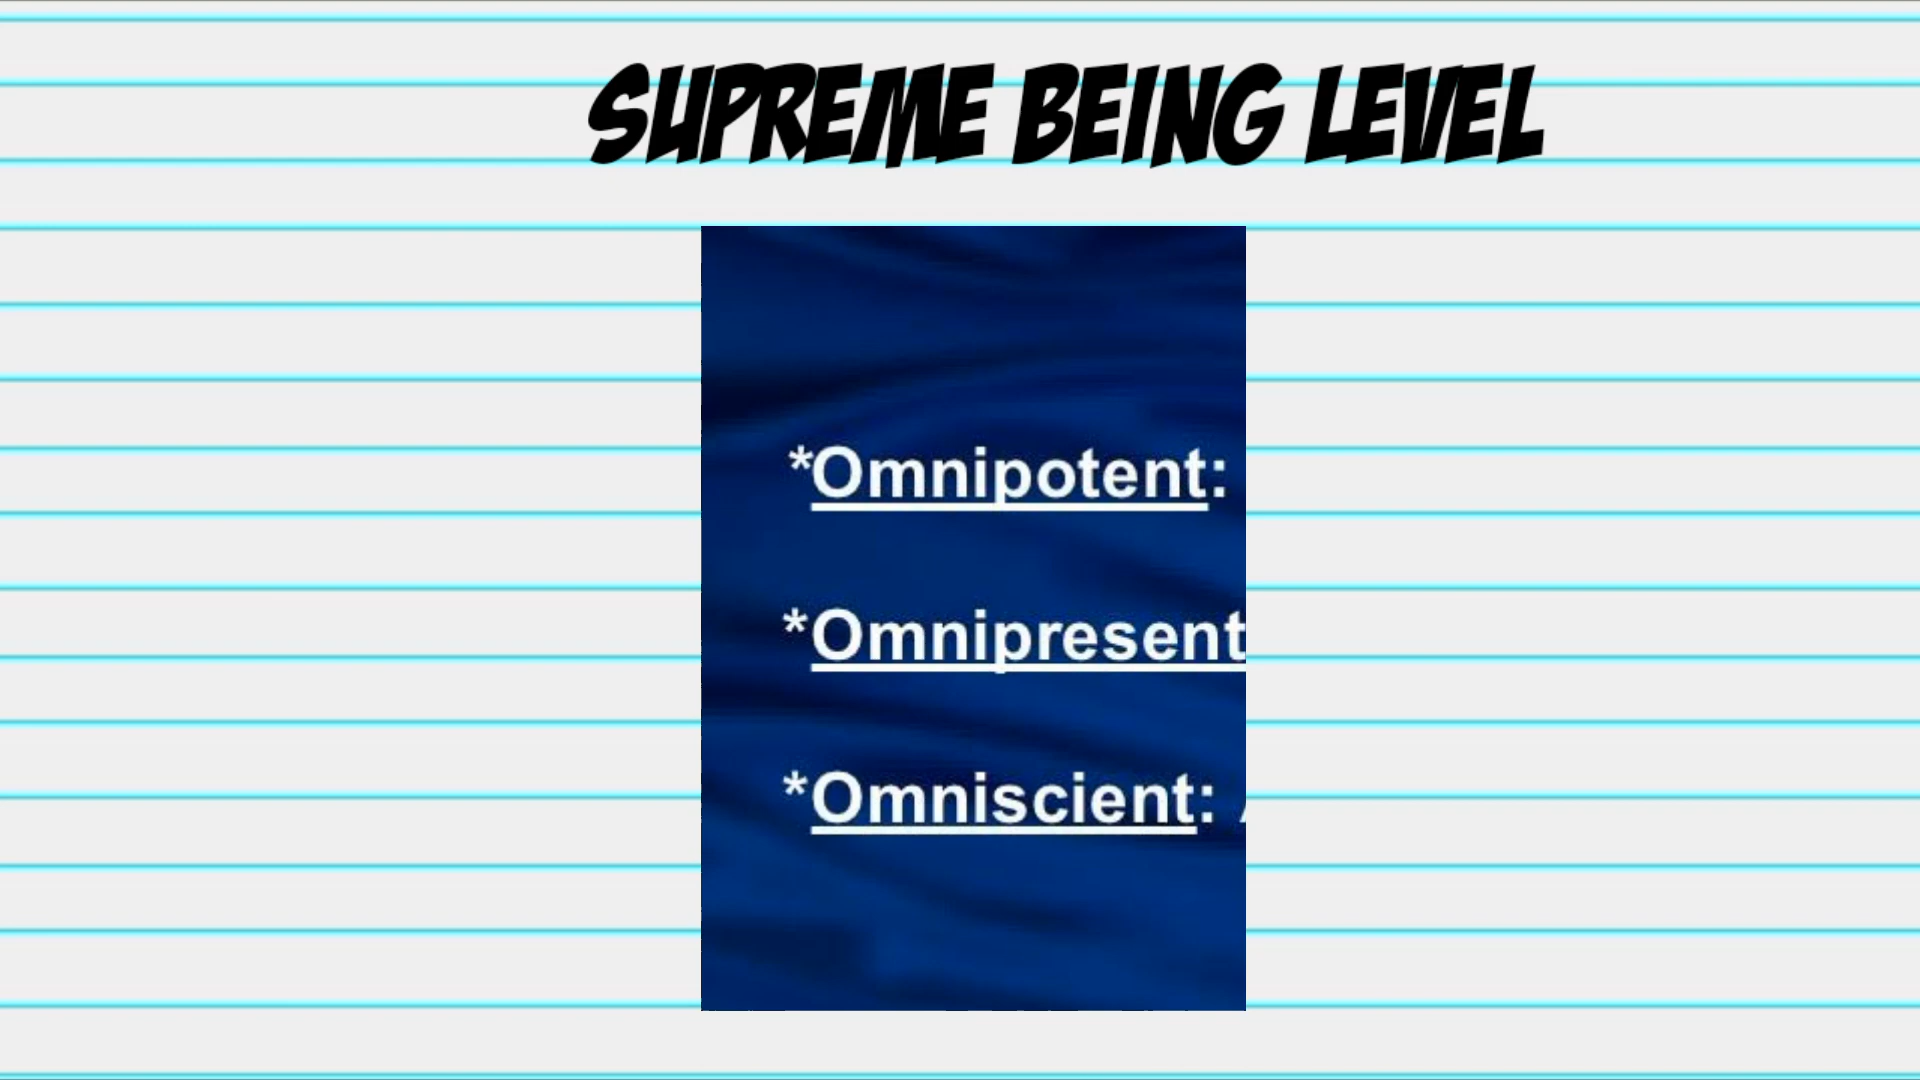 SUPREME BEING LEVEL
*Omnipotent:
*Omnipresent
*Omniscient: